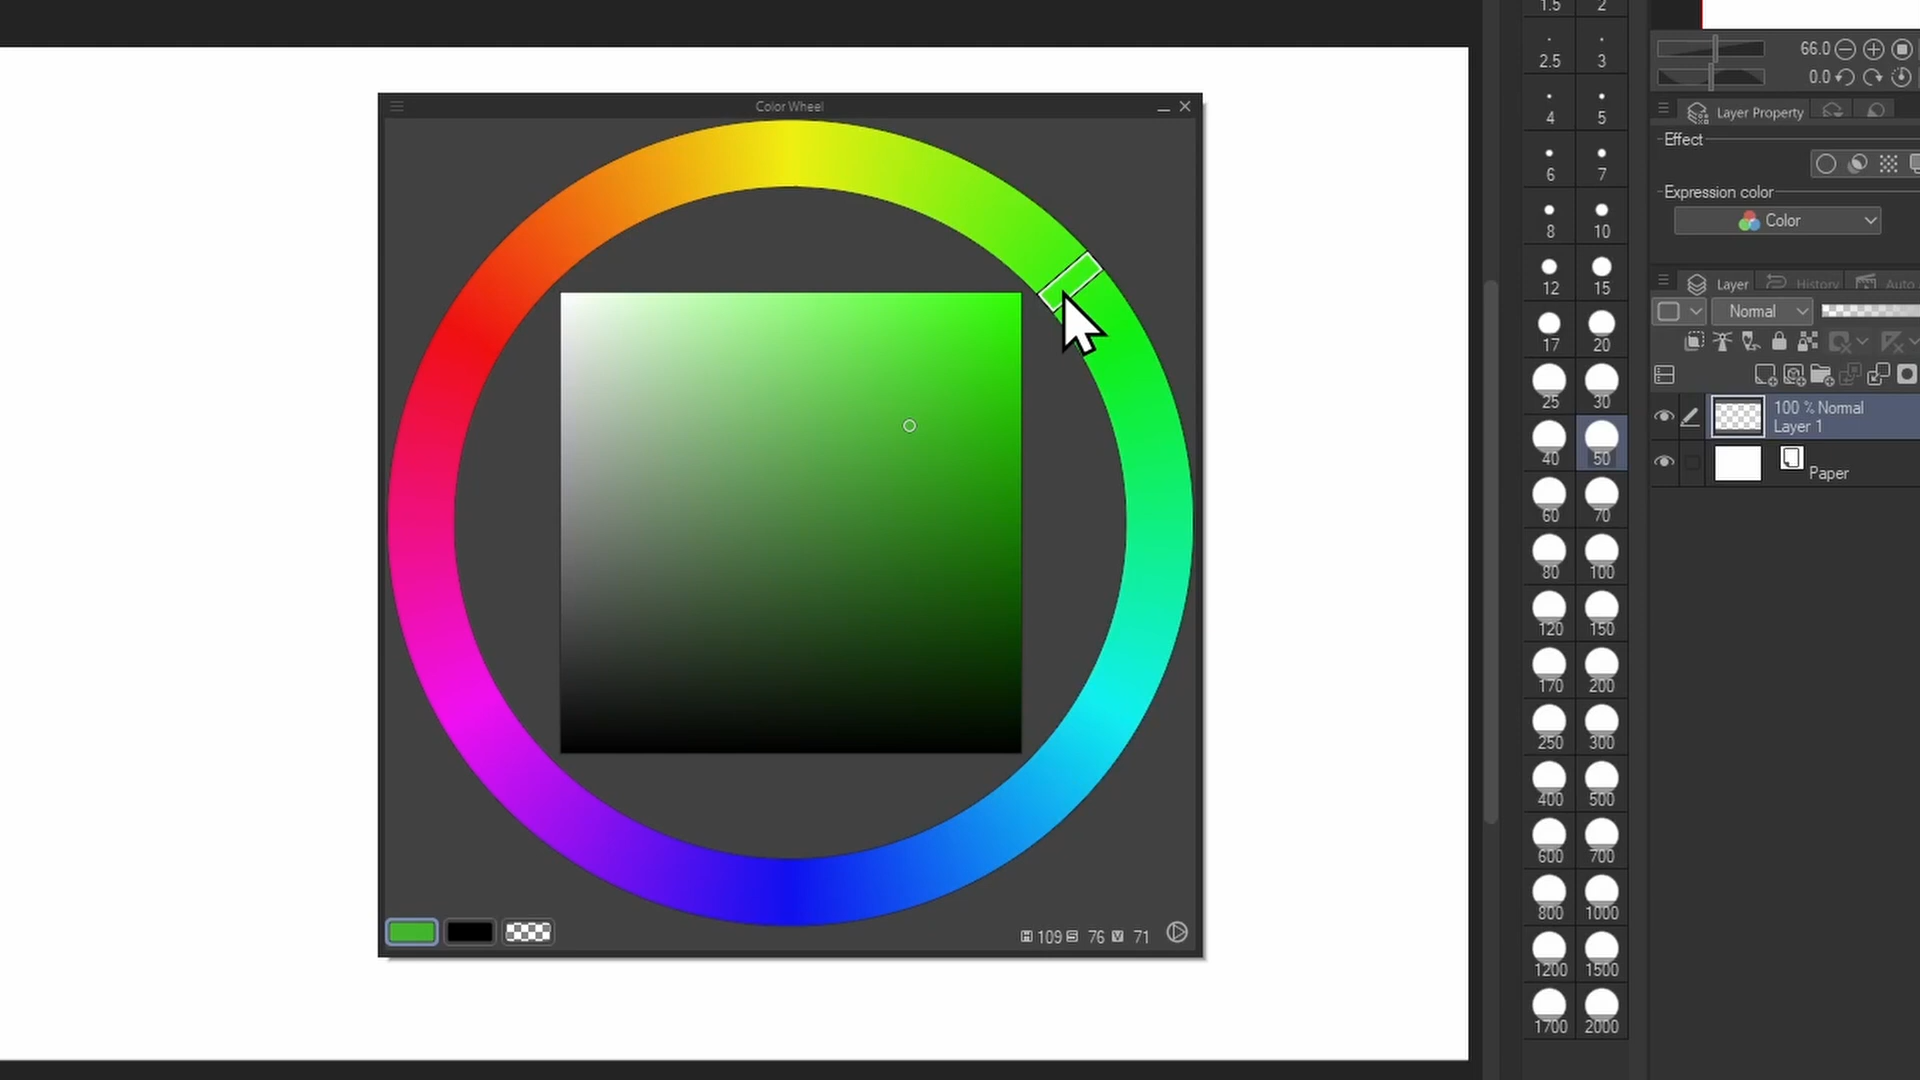 1.5 2
66.0
2.5 3
0.0
Color Wheel
4 5
Layer Property
Effect
6 7
Expression color
8 10
Color
12 15
Layer History Auto
Normal
17 20
25 30
100 % Normal
Layer 1
40 50
Paper
60 70
80 100
120 150
170 200
250 300
400 500
600 700
800 1000
H 109 S 76 V 71
1200 1500
1700 2000